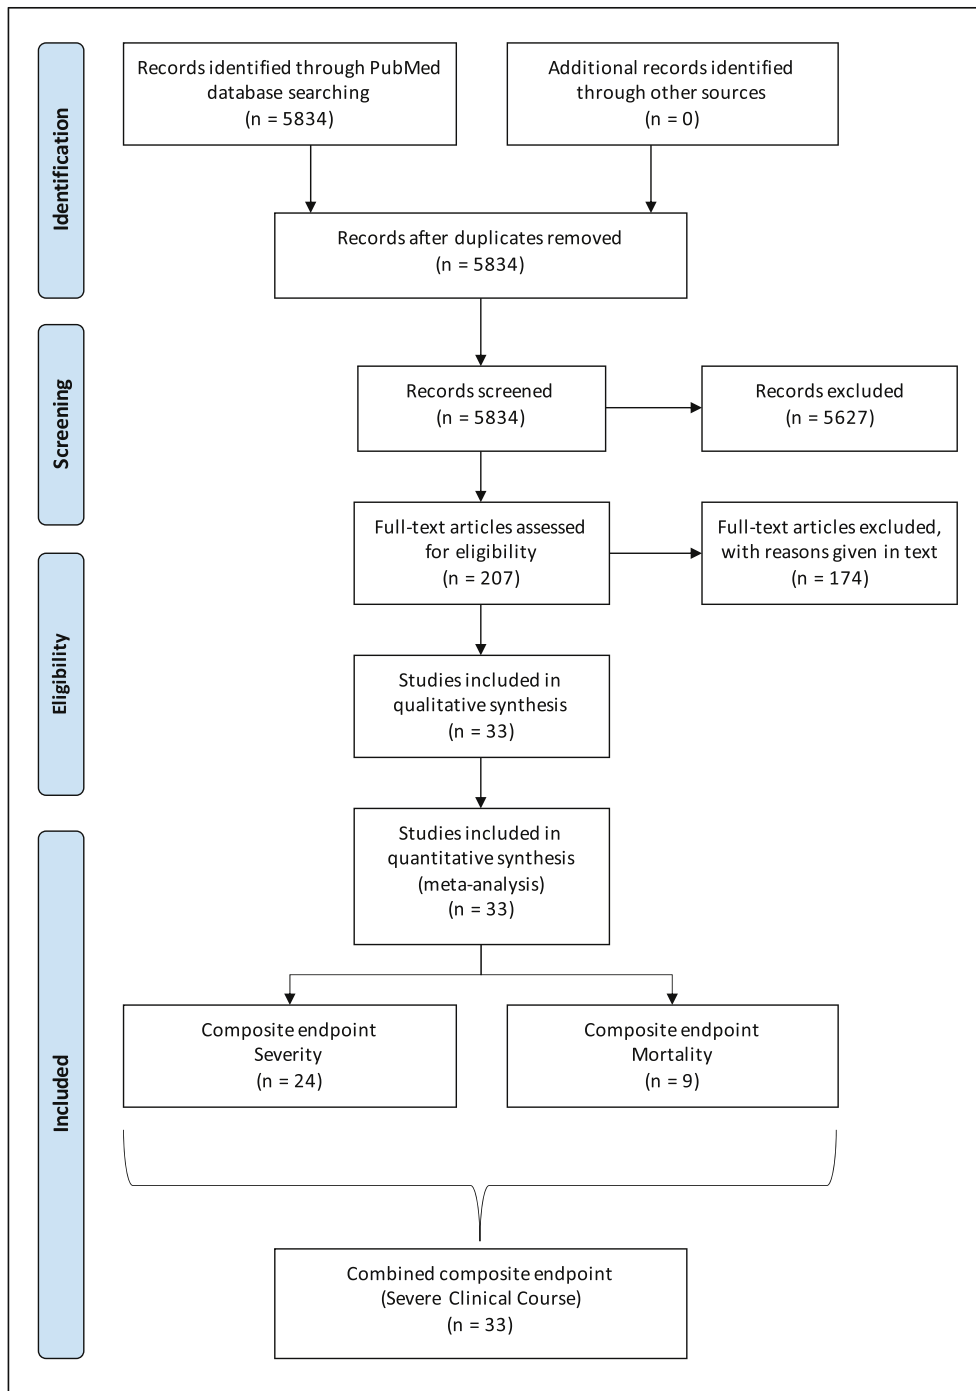 Identification
Records identified through PubMed
database searching
(n = 5834)
Additional records identified
through other sources
(n = 0)
Records after duplicates removed
(n = 5834)
Screening
Records screened
(n = 5834)
Records excluded
(n = 5627)
Eligibility
Full-text articles assessed
for eligibility
(n = 207)
Full-text articles excluded,
with reasons given in text
(n = 174)
Studies included in
qualitative synthesis
(n = 33)
Included
Studies included in
quantitative synthesis
(meta-analysis)
(n = 33)
Composite endpoint
Severity
(n = 24)
Composite endpoint
Mortality
(n = 9)
Combined composite endpoint
(Severe Clinical Course)
(n = 33)